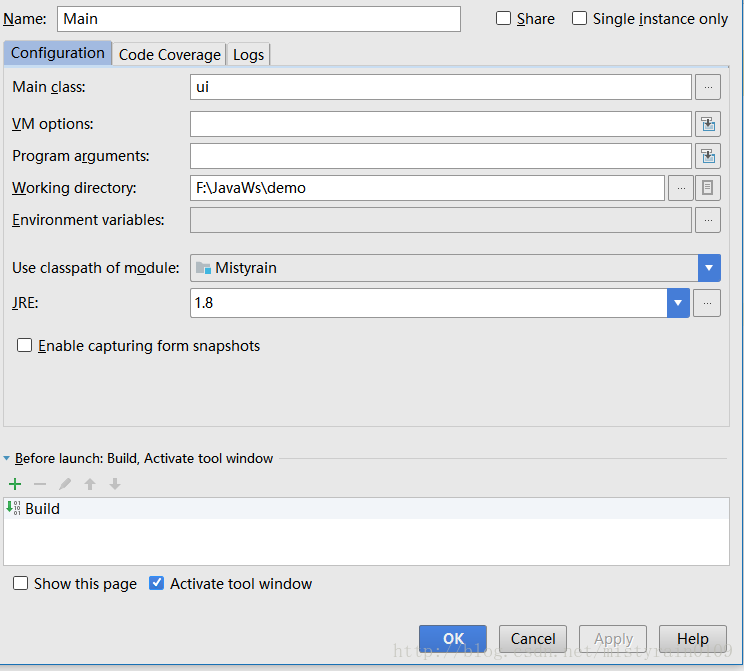 Name: Main Share Single instance only
Configuration Code Coverage Logs
Main class: ui ...
VM options:
Program arguments:
Working directory: F:\JavaWs\demo ...
Environment variables: ...
Use classpath of module: Mistyrain
JRE: 1.8 ...
Enable capturing form snapshots
Before launch: Build, Activate tool window
Build
Show this page Activate tool window
OK Cancel Apply Help
http://blog.csdn.net/mistyrain0109